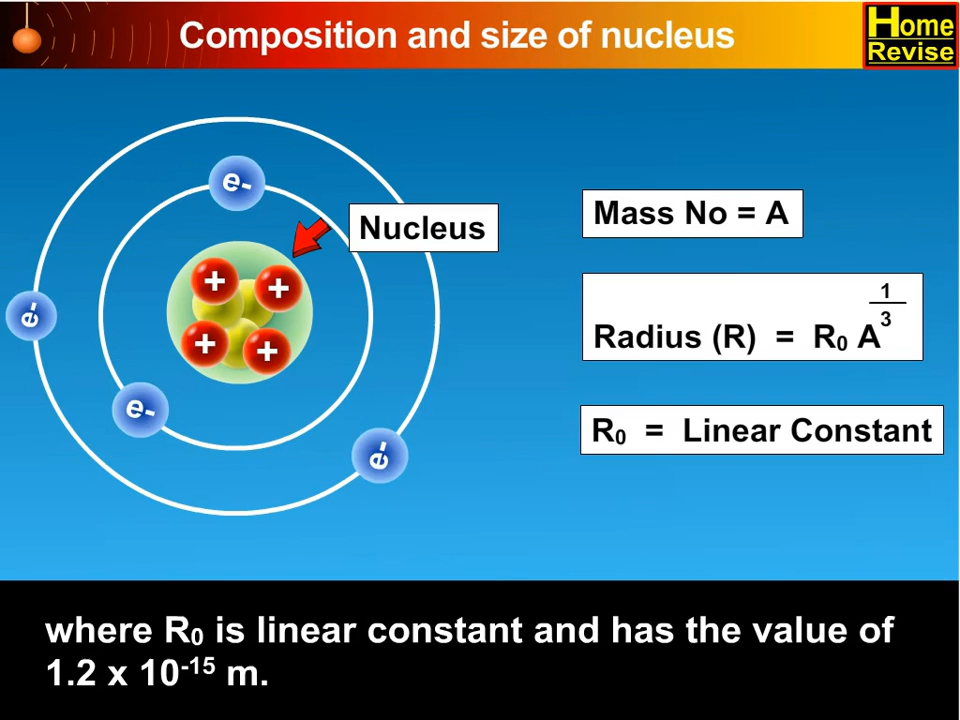 Composition and size of nucleus
Home
Revise
e-
Nucleus
Mass No = A
+ +
e-
+ +
Radius (R) = R₀ A^(1/3)
e-
R₀ = Linear Constant
e-
where R₀ is linear constant and has the value of
1.2 x 10⁻¹⁵ m.